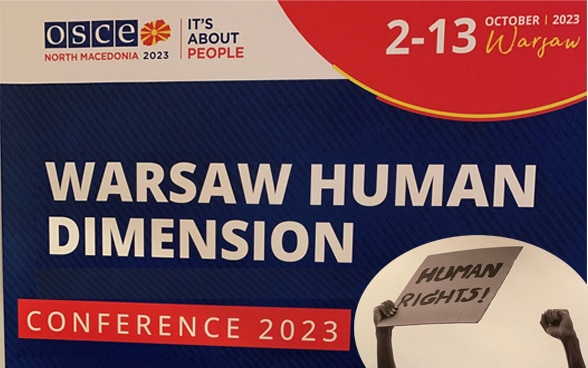 OSCE
NORTH MACEDONIA 2023
IT'S
ABOUT
PEOPLE
2-13
OCTOBER | 2023
Warsaw
WARSAW HUMAN
DIMENSION
CONFERENCE 2023
HUMAN
RIGHTS!